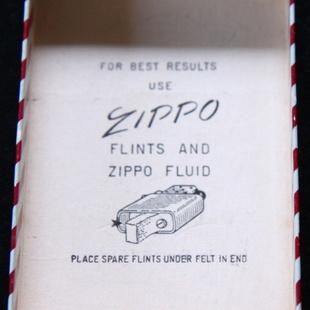 FOR BEST RESULTS
USE
ZIPPO
FLINTS AND
ZIPPO FLUID
PLACE SPARE FLINTS UNDER FELT IN END